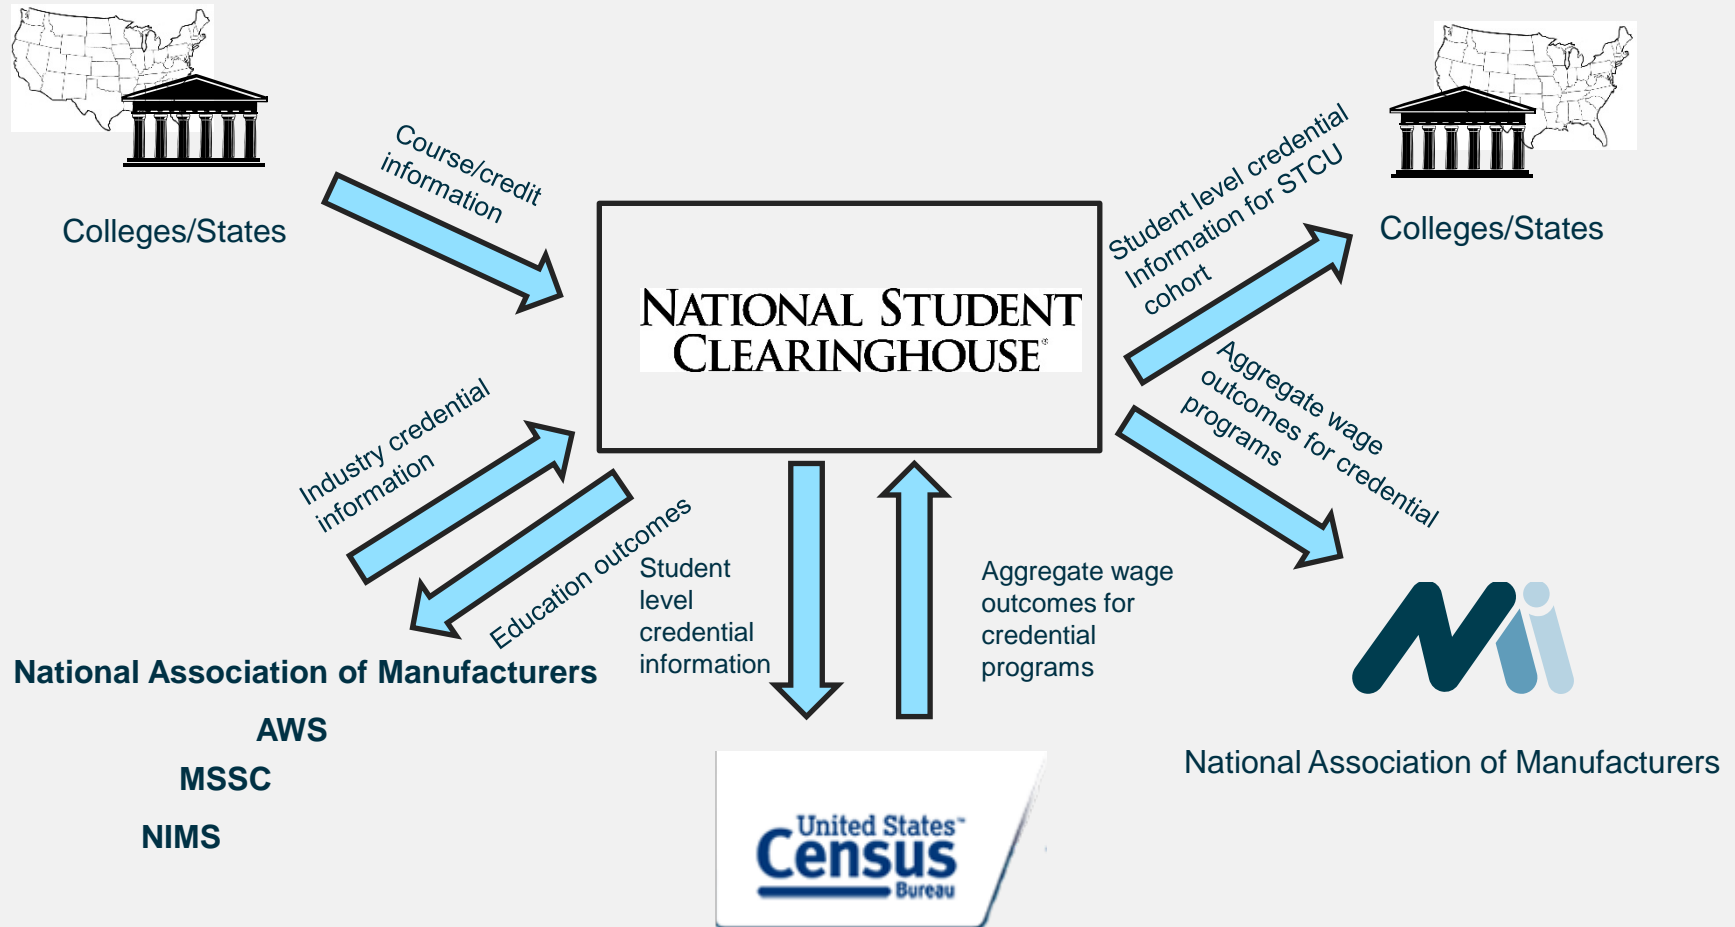 Colleges/States
Course/credit
information
NATIONAL STUDENT
CLEARINGHOUSE®
Student level credential
Information for STCU
cohort
Colleges/States
Industry credential
information
Education outcomes
Student
level
credential
information
Aggregate wage
outcomes for
credential
programs
Aggregate wage
outcomes for credential
programs
National Association of Manufacturers
AWS
MSSC
NIMS
United States™
Census
Bureau
National Association of Manufacturers